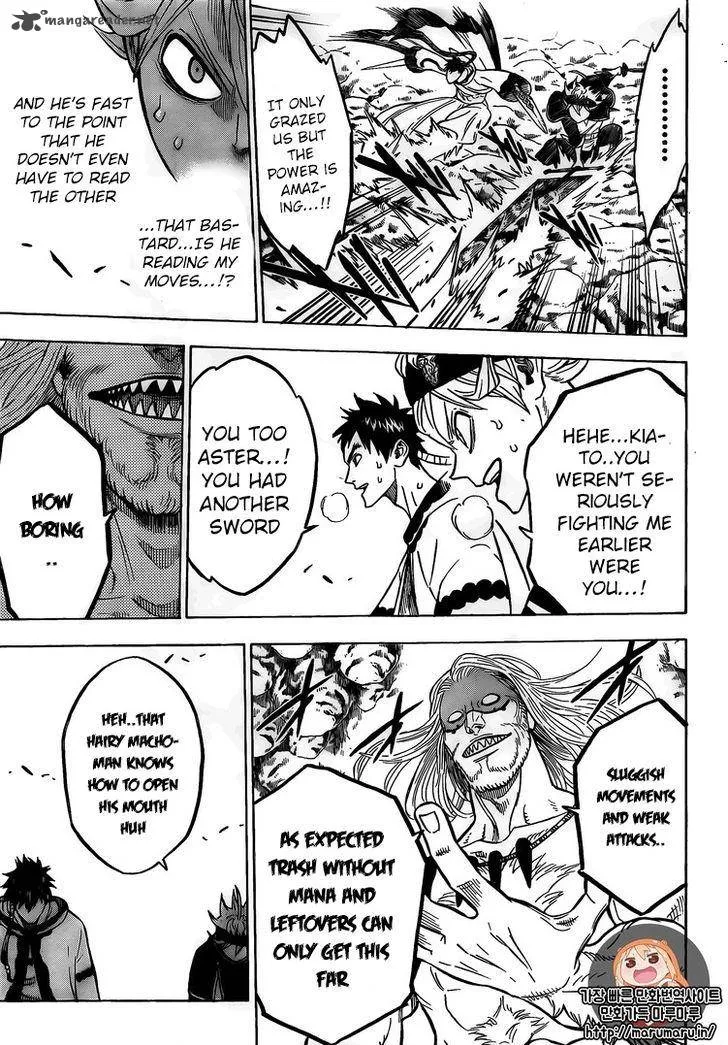 mangareader.net
.........
IT ONLY
GRAZED
US BUT
THE POWER IS
AMAZ-
ING...!!
AND HE'S FAST
TO THE POINT
THAT HE
DOESN'T EVEN
HAVE TO READ
THE OTHER
...THAT BAS-
TARD...IS HE
READING MY
MOVES...!?
HEHE...KIA-
TO..YOU
WEREN'T SE-
RIOUSLY
FIGHTING ME
EARLIER
WERE
YOU...!
YOU TOO
ASTER...!
YOU HAD
ANOTHER
SWORD
HOW
BORING
..
SLUGGISH
MOVEMENTS
AND WEAK
ATTACKS..
AS EXPECTED
TRASH WITHOUT
MANA AND
LEFTOVERS CAN
ONLY GET THIS
FAR
HEH..THAT
HAIRY MACHO-
MAN KNOWS
HOW TO OPEN
HIS MOUTH
HUH
가장 빠른 만화번역사이트
만화가득 마루마루
http://marumaru.in/